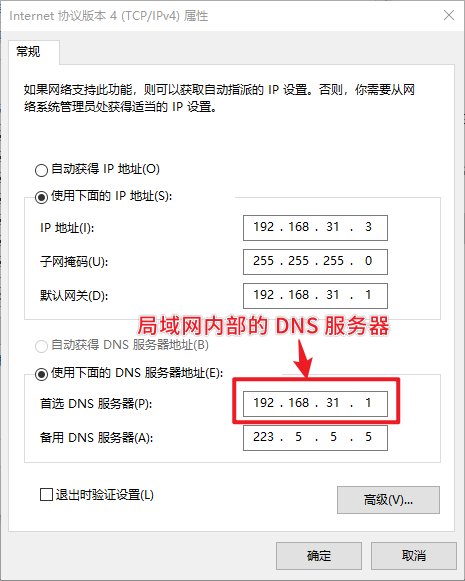 Internet 协议版本 4 (TCP/IPv4) 属性
常规
如果网络支持此功能，则可以获取自动指派的 IP 设置。否则，你需要从网
络系统管理员处获得适当的 IP 设置。
自动获得 IP 地址(O)
使用下面的 IP 地址(S):
IP 地址(I): 192 . 168 . 31 . 3
子网掩码(U): 255 . 255 . 255 . 0
默认网关(D): 192 . 168 . 31 . 1
局域网内部的 DNS 服务器
自动获得 DNS 服务器地址(B)
使用下面的 DNS 服务器地址(E):
首选 DNS 服务器(P): 192 . 168 . 31 . 1
备用 DNS 服务器(A): 223 . 5 . 5 . 5
退出时验证设置(L)
高级(V)...
确定 取消